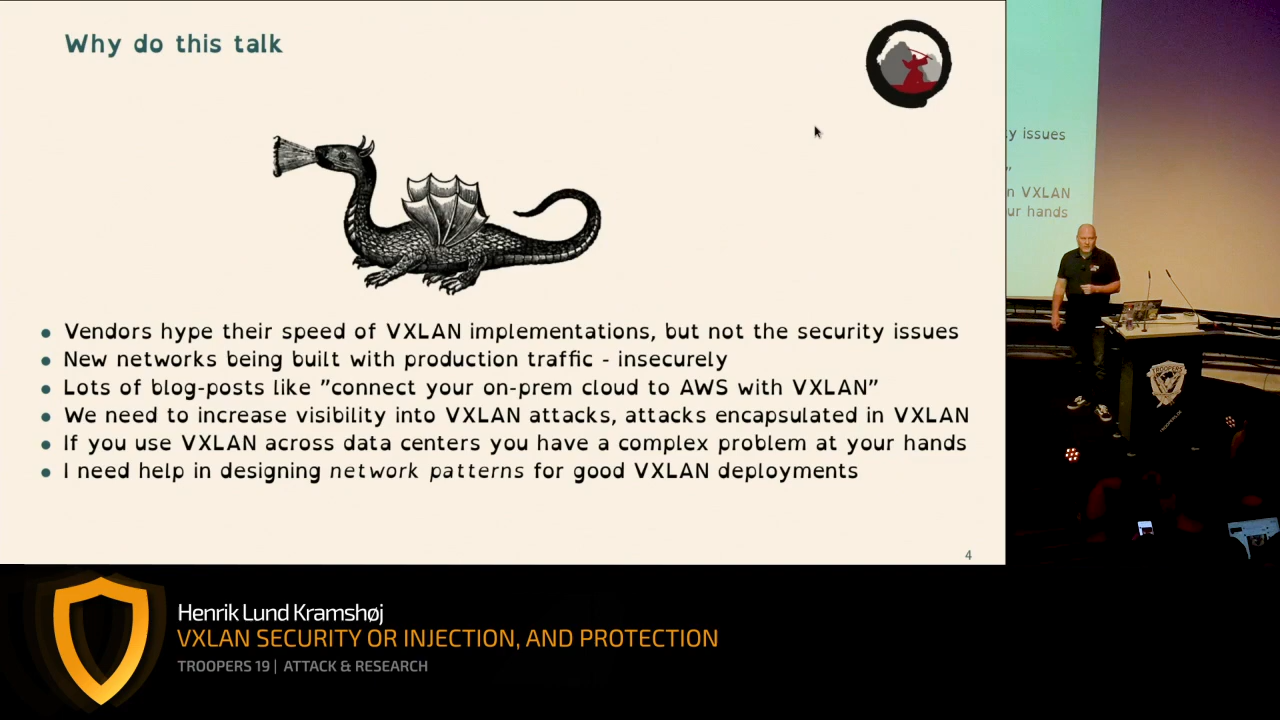 Why do this talk
• Vendors hype their speed of VXLAN implementations, but not the security issues
• New networks being built with production traffic - insecurely
• Lots of blog-posts like ”connect your on-prem cloud to AWS with VXLAN”
• We need to increase visibility into VXLAN attacks, attacks encapsulated in VXLAN
• If you use VXLAN across data centers you have a complex problem at your hands
• I need help in designing network patterns for good VXLAN deployments
4
y issues
”
n VXLAN
ur hands
TROOPERS
Henrik Lund Kramshøj
VXLAN SECURITY OR INJECTION, AND PROTECTION
TROOPERS 19 | ATTACK & RESEARCH